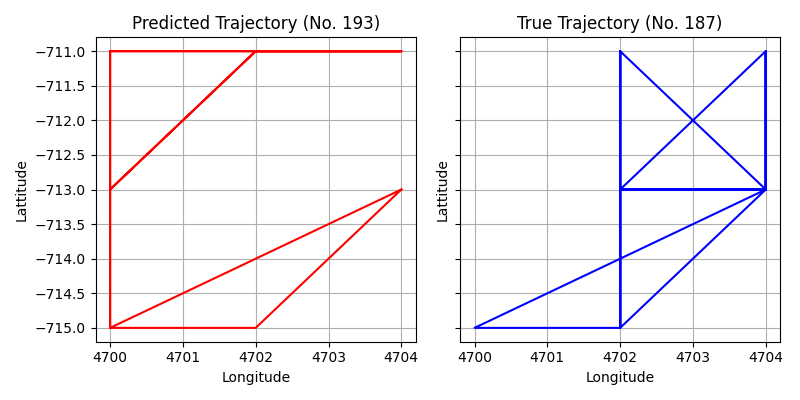 Predicted Trajectory (No. 193)
True Trajectory (No. 187)
Lattitude
−711.0
−711.5
−712.0
−712.5
−713.0
−713.5
−714.0
−714.5
−715.0
Lattitude
4700 4701 4702 4703 4704
4700 4701 4702 4703 4704
Longitude
Longitude